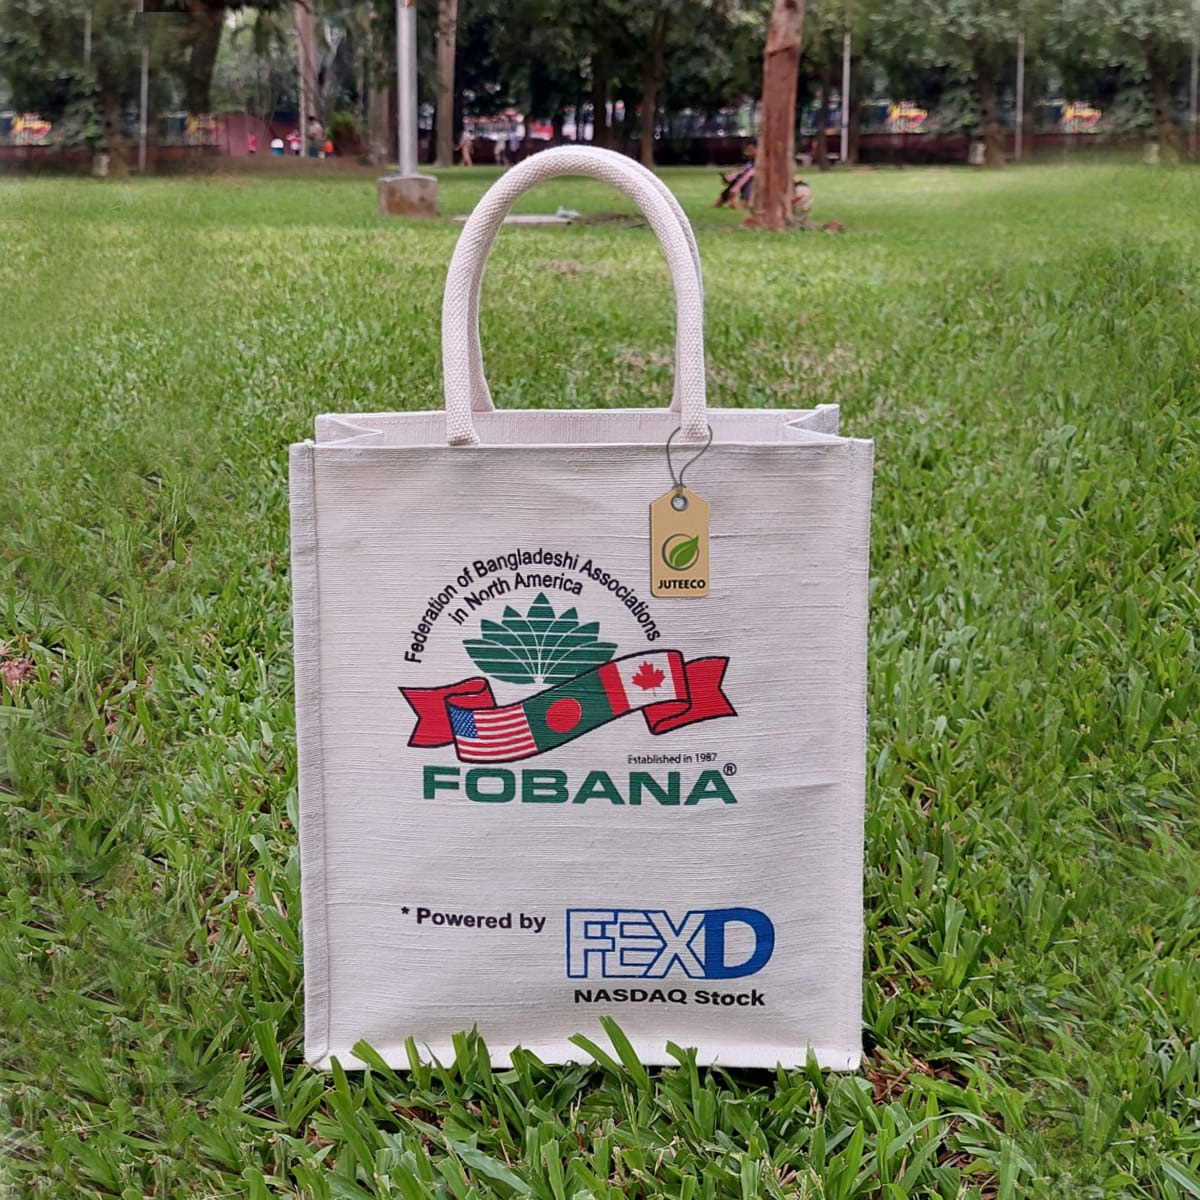 Federation of Bangladeshi Associations
in North America
JUTEECO
Established in 1987
FOBANA®
* Powered by
FEXD
NASDAQ Stock